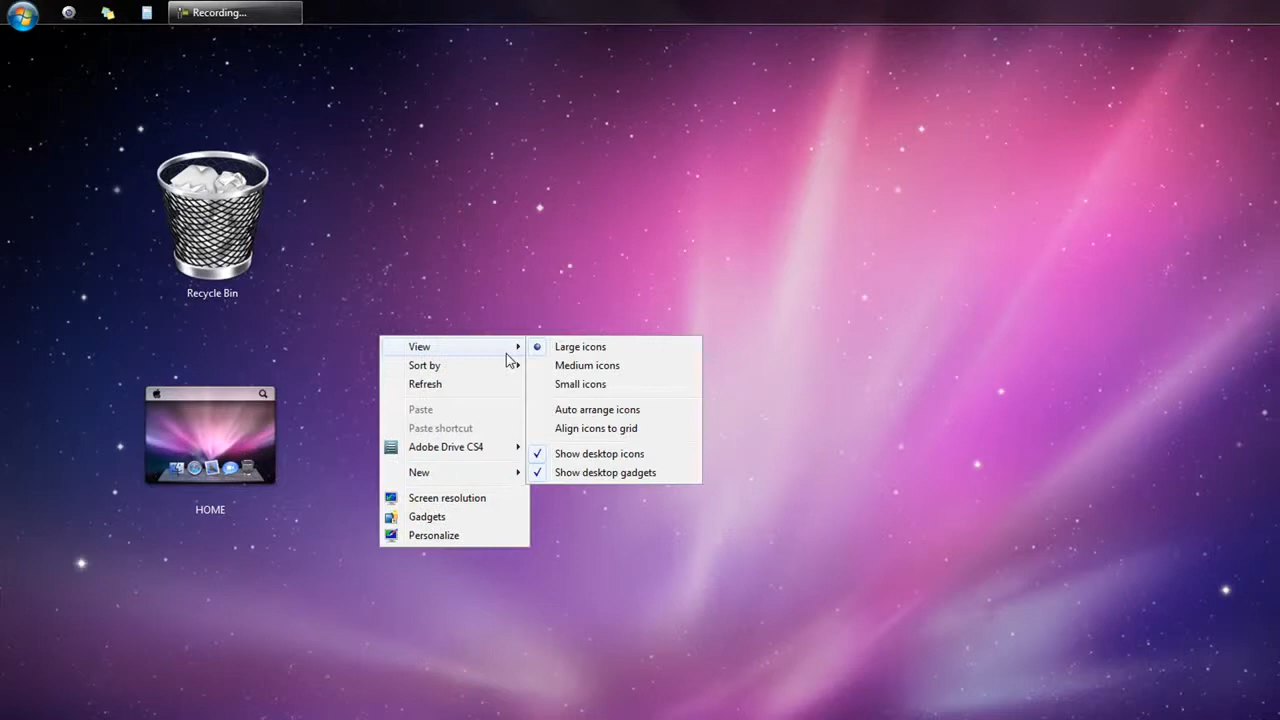 Recording...
Recycle Bin
HOME
View
Sort by
Refresh
Paste
Paste shortcut
Adobe Drive CS4
New
Screen resolution
Gadgets
Personalize
Large icons
Medium icons
Small icons
Auto arrange icons
Align icons to grid
Show desktop icons
Show desktop gadgets